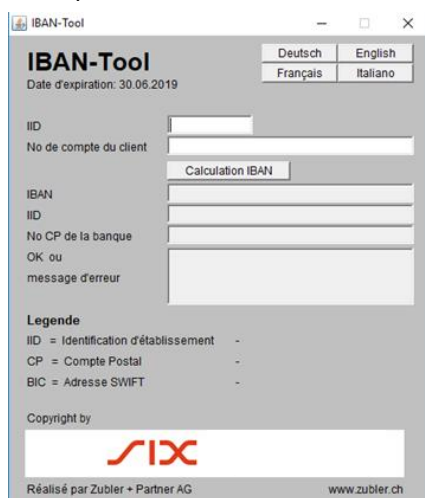 IBAN-Tool
IBAN-Tool
Deutsch English
Français Italiano
Date d'expiration: 30.06.2019
IID
No de compte du client
Calculation IBAN
IBAN
IID
No CP de la banque
OK ou
message d'erreur
Legende
IID = Identification d'établissement -
CP = Compte Postal -
BIC = Adresse SWIFT -
Copyright by
SIX
Réalisé par Zubler + Partner AG www.zubler.ch